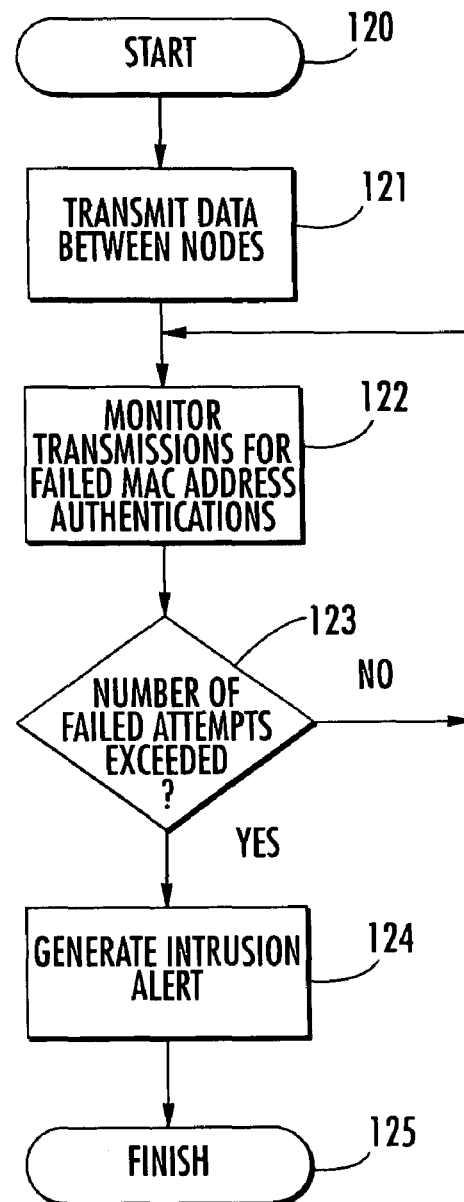 START
120
TRANSMIT DATA
BETWEEN NODES
121
MONITOR
TRANSMISSIONS FOR
FAILED MAC ADDRESS
AUTHENTICATIONS
122
NUMBER OF
FAILED ATTEMPTS
EXCEEDED
?
123
NO
YES
GENERATE INTRUSION
ALERT
124
FINISH
125